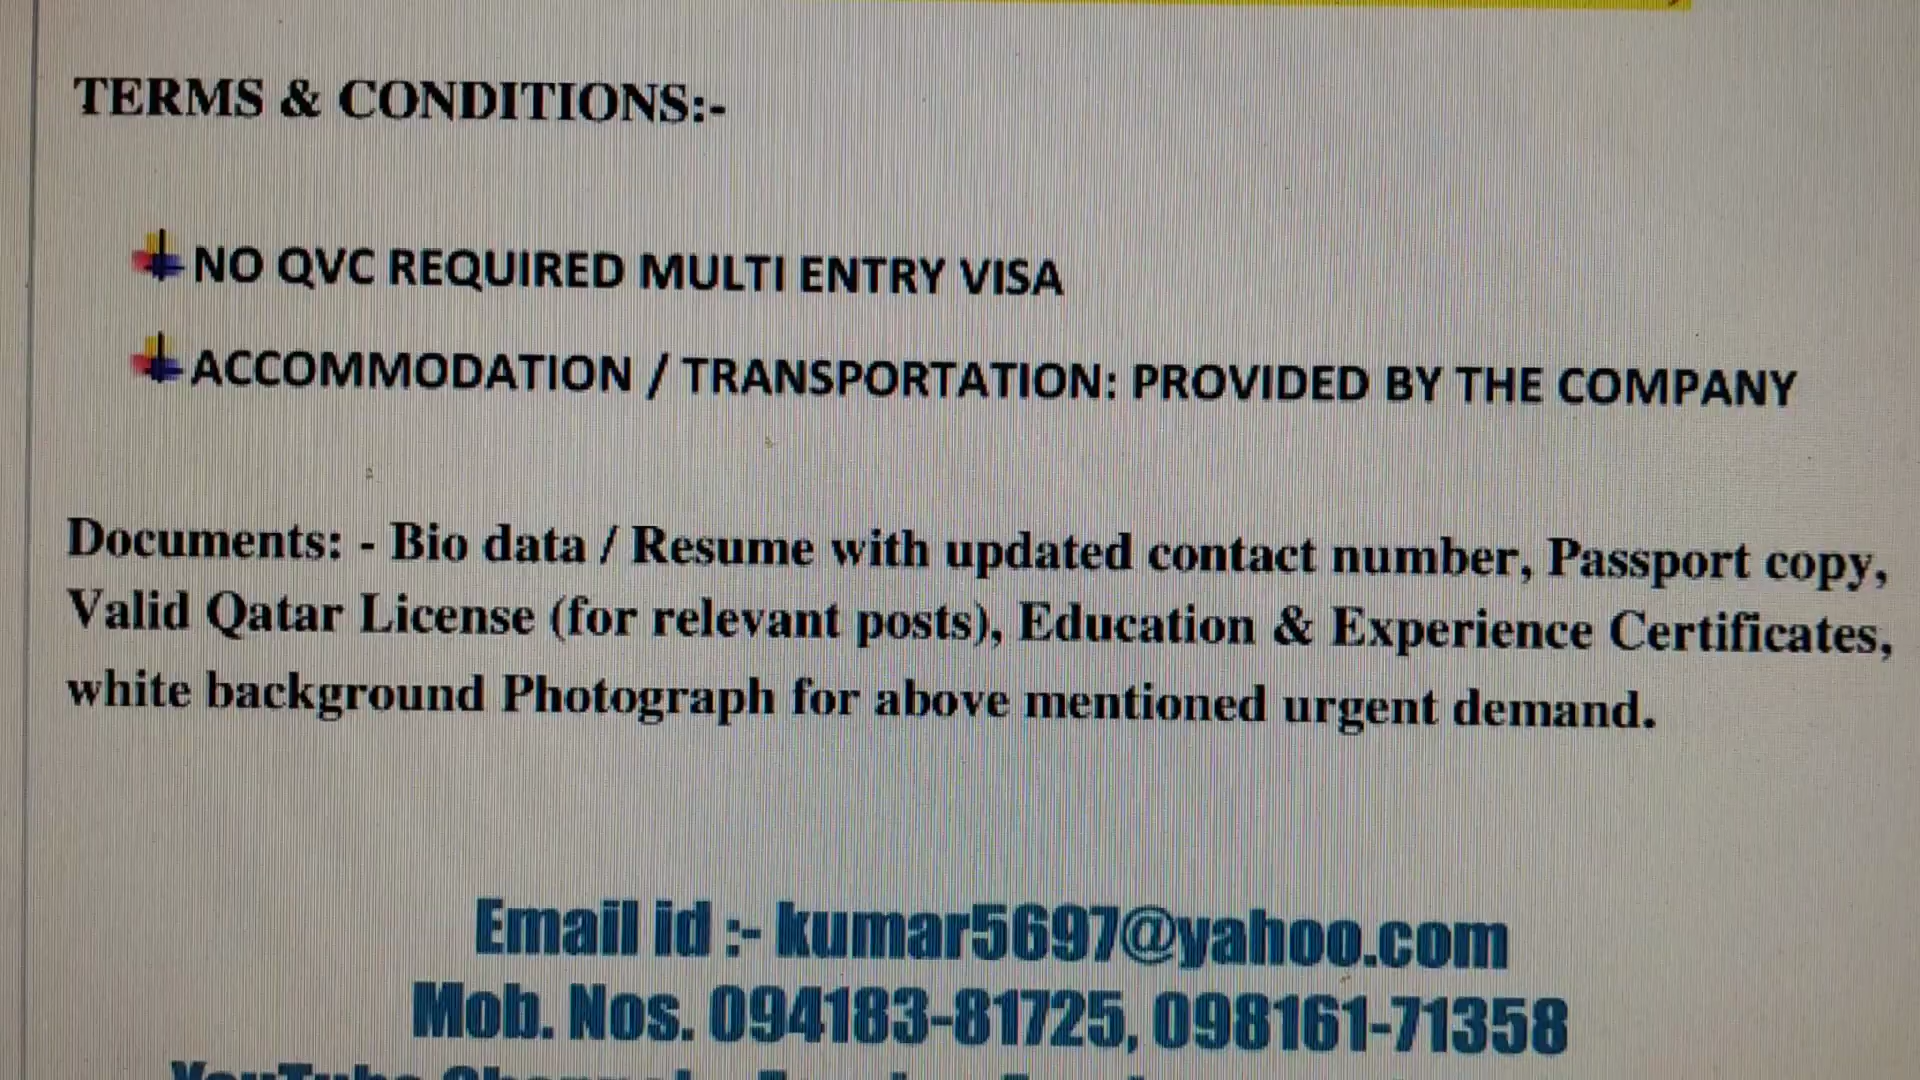 TERMS & CONDITIONS:-
NO QVC REQUIRED MULTI ENTRY VISA
ACCOMMODATION / TRANSPORTATION: PROVIDED BY THE COMPANY
Documents: - Bio data / Resume with updated contact number, Passport copy,
Valid Qatar License (for relevant posts), Education & Experience Certificates,
white background Photograph for above mentioned urgent demand.
Email id :- kumar5697@yahoo.com
Mob. Nos. 094183-81725, 098161-71358
YouTube Channel